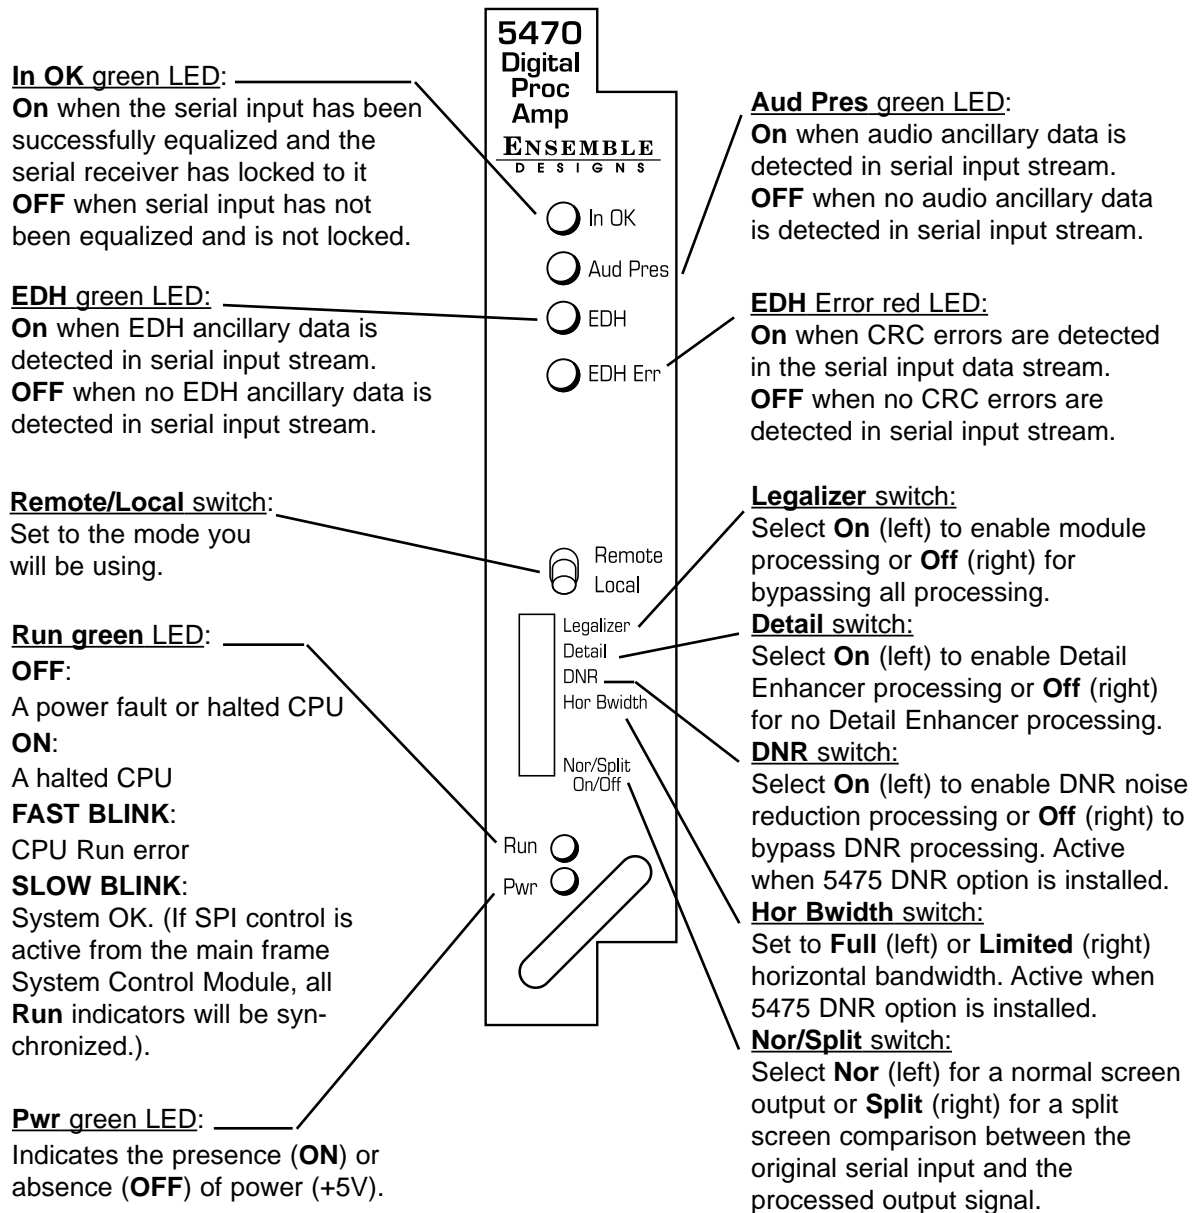 5470
Digital
Proc
Amp
ENSEMBLE
DESIGNS
In OK
Aud Pres
EDH
EDH Err
Remote
Local
Legalizer
Detail
DNR
Hor Bwidth
Nor/Split
On/Off
Run
Pwr
In OK green LED:
On when the serial input has been
successfully equalized and the
serial receiver has locked to it
OFF when serial input has not
been equalized and is not locked.
EDH green LED:
On when EDH ancillary data is
detected in serial input stream.
OFF when no EDH ancillary data is
detected in serial input stream.
Remote/Local switch:
Set to the mode you
will be using.
Run green LED:
OFF:
A power fault or halted CPU
ON:
A halted CPU
FAST BLINK:
CPU Run error
SLOW BLINK:
System OK. (If SPI control is
active from the main frame
System Control Module, all
Run indicators will be syn-
chronized.).
Pwr green LED:
Indicates the presence (ON) or
absence (OFF) of power (+5V).
Aud Pres green LED:
On when audio ancillary data is
detected in serial input stream.
OFF when no audio ancillary data
is detected in serial input stream.
EDH Error red LED:
On when CRC errors are detected
in the serial input data stream.
OFF when no CRC errors are
detected in serial input stream.
Legalizer switch:
Select On (left) to enable module
processing or Off (right) for
bypassing all processing.
Detail switch:
Select On (left) to enable Detail
Enhancer processing or Off (right)
for no Detail Enhancer processing.
DNR switch:
Select On (left) to enable DNR noise
reduction processing or Off (right) to
bypass DNR processing. Active
when 5475 DNR option is installed.
Hor Bwidth switch:
Set to Full (left) or Limited (right)
horizontal bandwidth. Active when
5475 DNR option is installed.
Nor/Split switch:
Select Nor (left) for a normal screen
output or Split (right) for a split
screen comparison between the
original serial input and the
processed output signal.